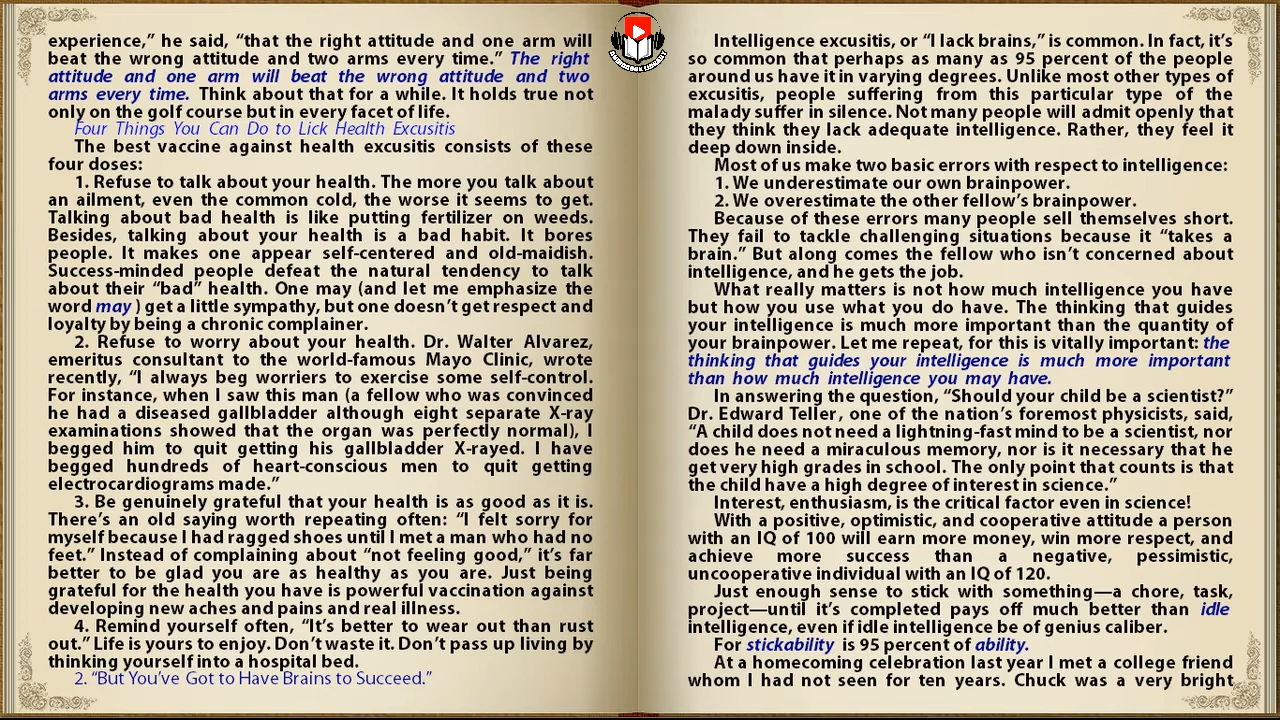 experience,” he said, “that the right attitude and one arm will
beat the wrong attitude and two arms every time.” The right
attitude and one arm will beat the wrong attitude and two
arms every time. Think about that for a while. It holds true not
only on the golf course but in every facet of life.
Four Things You Can Do to Lick Health Excusitis
The best vaccine against health excusitis consists of these
four doses:
1. Refuse to talk about your health. The more you talk about
an ailment, even the common cold, the worse it seems to get.
Talking about bad health is like putting fertilizer on weeds.
Besides, talking about your health is a bad habit. It bores
people. It makes one appear self-centered and old-maidish.
Success-minded people defeat the natural tendency to talk
about their “bad” health. One may (and let me emphasize the
word may ) get a little sympathy, but one doesn’t get respect and
loyalty by being a chronic complainer.
2. Refuse to worry about your health. Dr. Walter Alvarez,
emeritus consultant to the world-famous Mayo Clinic, wrote
recently, “I always beg worriers to exercise some self-control.
For instance, when I saw this man (a fellow who was convinced
he had a diseased gallbladder although eight separate X-ray
examinations showed that the organ was perfectly normal), I
begged him to quit getting his gallbladder X-rayed. I have
begged hundreds of heart-conscious men to quit getting
electrocardiograms made.”
3. Be genuinely grateful that your health is as good as it is.
There’s an old saying worth repeating often: “I felt sorry for
myself because I had ragged shoes until I met a man who had no
feet.” Instead of complaining about “not feeling good,” it’s far
better to be glad you are as healthy as you are. Just being
grateful for the health you have is powerful vaccination against
developing new aches and pains and real illness.
4. Remind yourself often, “It’s better to wear out than rust
out.” Life is yours to enjoy. Don’t waste it. Don’t pass up living by
thinking yourself into a hospital bed.
2. “But You’ve Got to Have Brains to Succeed.”
Intelligence excusitis, or “I lack brains,” is common. In fact, it’s
so common that perhaps as many as 95 percent of the people
around us have it in varying degrees. Unlike most other types of
excusitis, people suffering from this particular type of the
malady suffer in silence. Not many people will admit openly that
they think they lack adequate intelligence. Rather, they feel it
deep down inside.
Most of us make two basic errors with respect to intelligence:
1. We underestimate our own brainpower.
2. We overestimate the other fellow’s brainpower.
Because of these errors many people sell themselves short.
They fail to tackle challenging situations because it “takes a
brain.” But along comes the fellow who isn’t concerned about
intelligence, and he gets the job.
What really matters is not how much intelligence you have
but how you use what you do have. The thinking that guides
your intelligence is much more important than the quantity of
your brainpower. Let me repeat, for this is vitally important: the
thinking that guides your intelligence is much more important
than how much intelligence you may have.
In answering the question, “Should your child be a scientist?”
Dr. Edward Teller, one of the nation’s foremost physicists, said,
“A child does not need a lightning-fast mind to be a scientist, nor
does he need a miraculous memory, nor is it necessary that he
get very high grades in school. The only point that counts is that
the child have a high degree of interest in science.”
Interest, enthusiasm, is the critical factor even in science!
With a positive, optimistic, and cooperative attitude a person
with an IQ of 100 will earn more money, win more respect, and
achieve more success than a negative, pessimistic,
uncooperative individual with an IQ of 120.
Just enough sense to stick with something—a chore, task,
project—until it’s completed pays off much better than idle
intelligence, even if idle intelligence be of genius caliber.
For stickability is 95 percent of ability.
At a homecoming celebration last year I met a college friend
whom I had not seen for ten years. Chuck was a very bright